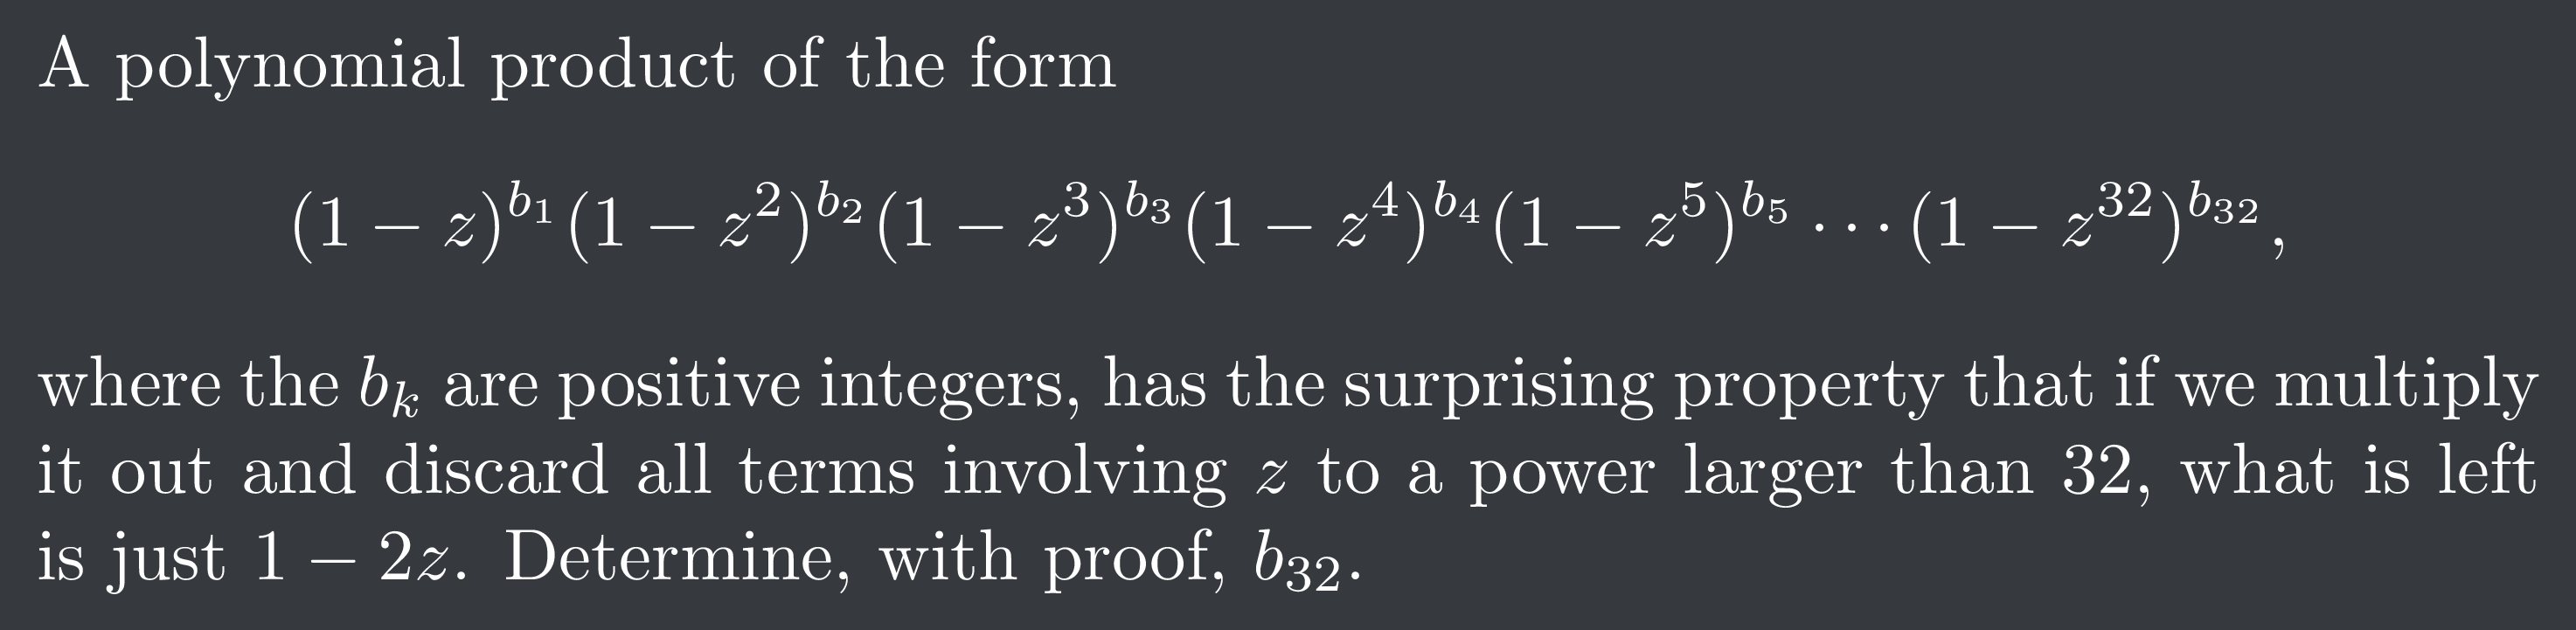 A polynomial product of the form
(1 − z)^{b_1}(1 − z^2)^{b_2}(1 − z^3)^{b_3}(1 − z^4)^{b_4}(1 − z^5)^{b_5} ⋯ (1 − z^{32})^{b_{32}},
where the b_k are positive integers, has the surprising property that if we multiply
it out and discard all terms involving z to a power larger than 32, what is left
is just 1 − 2z. Determine, with proof, b_{32}.